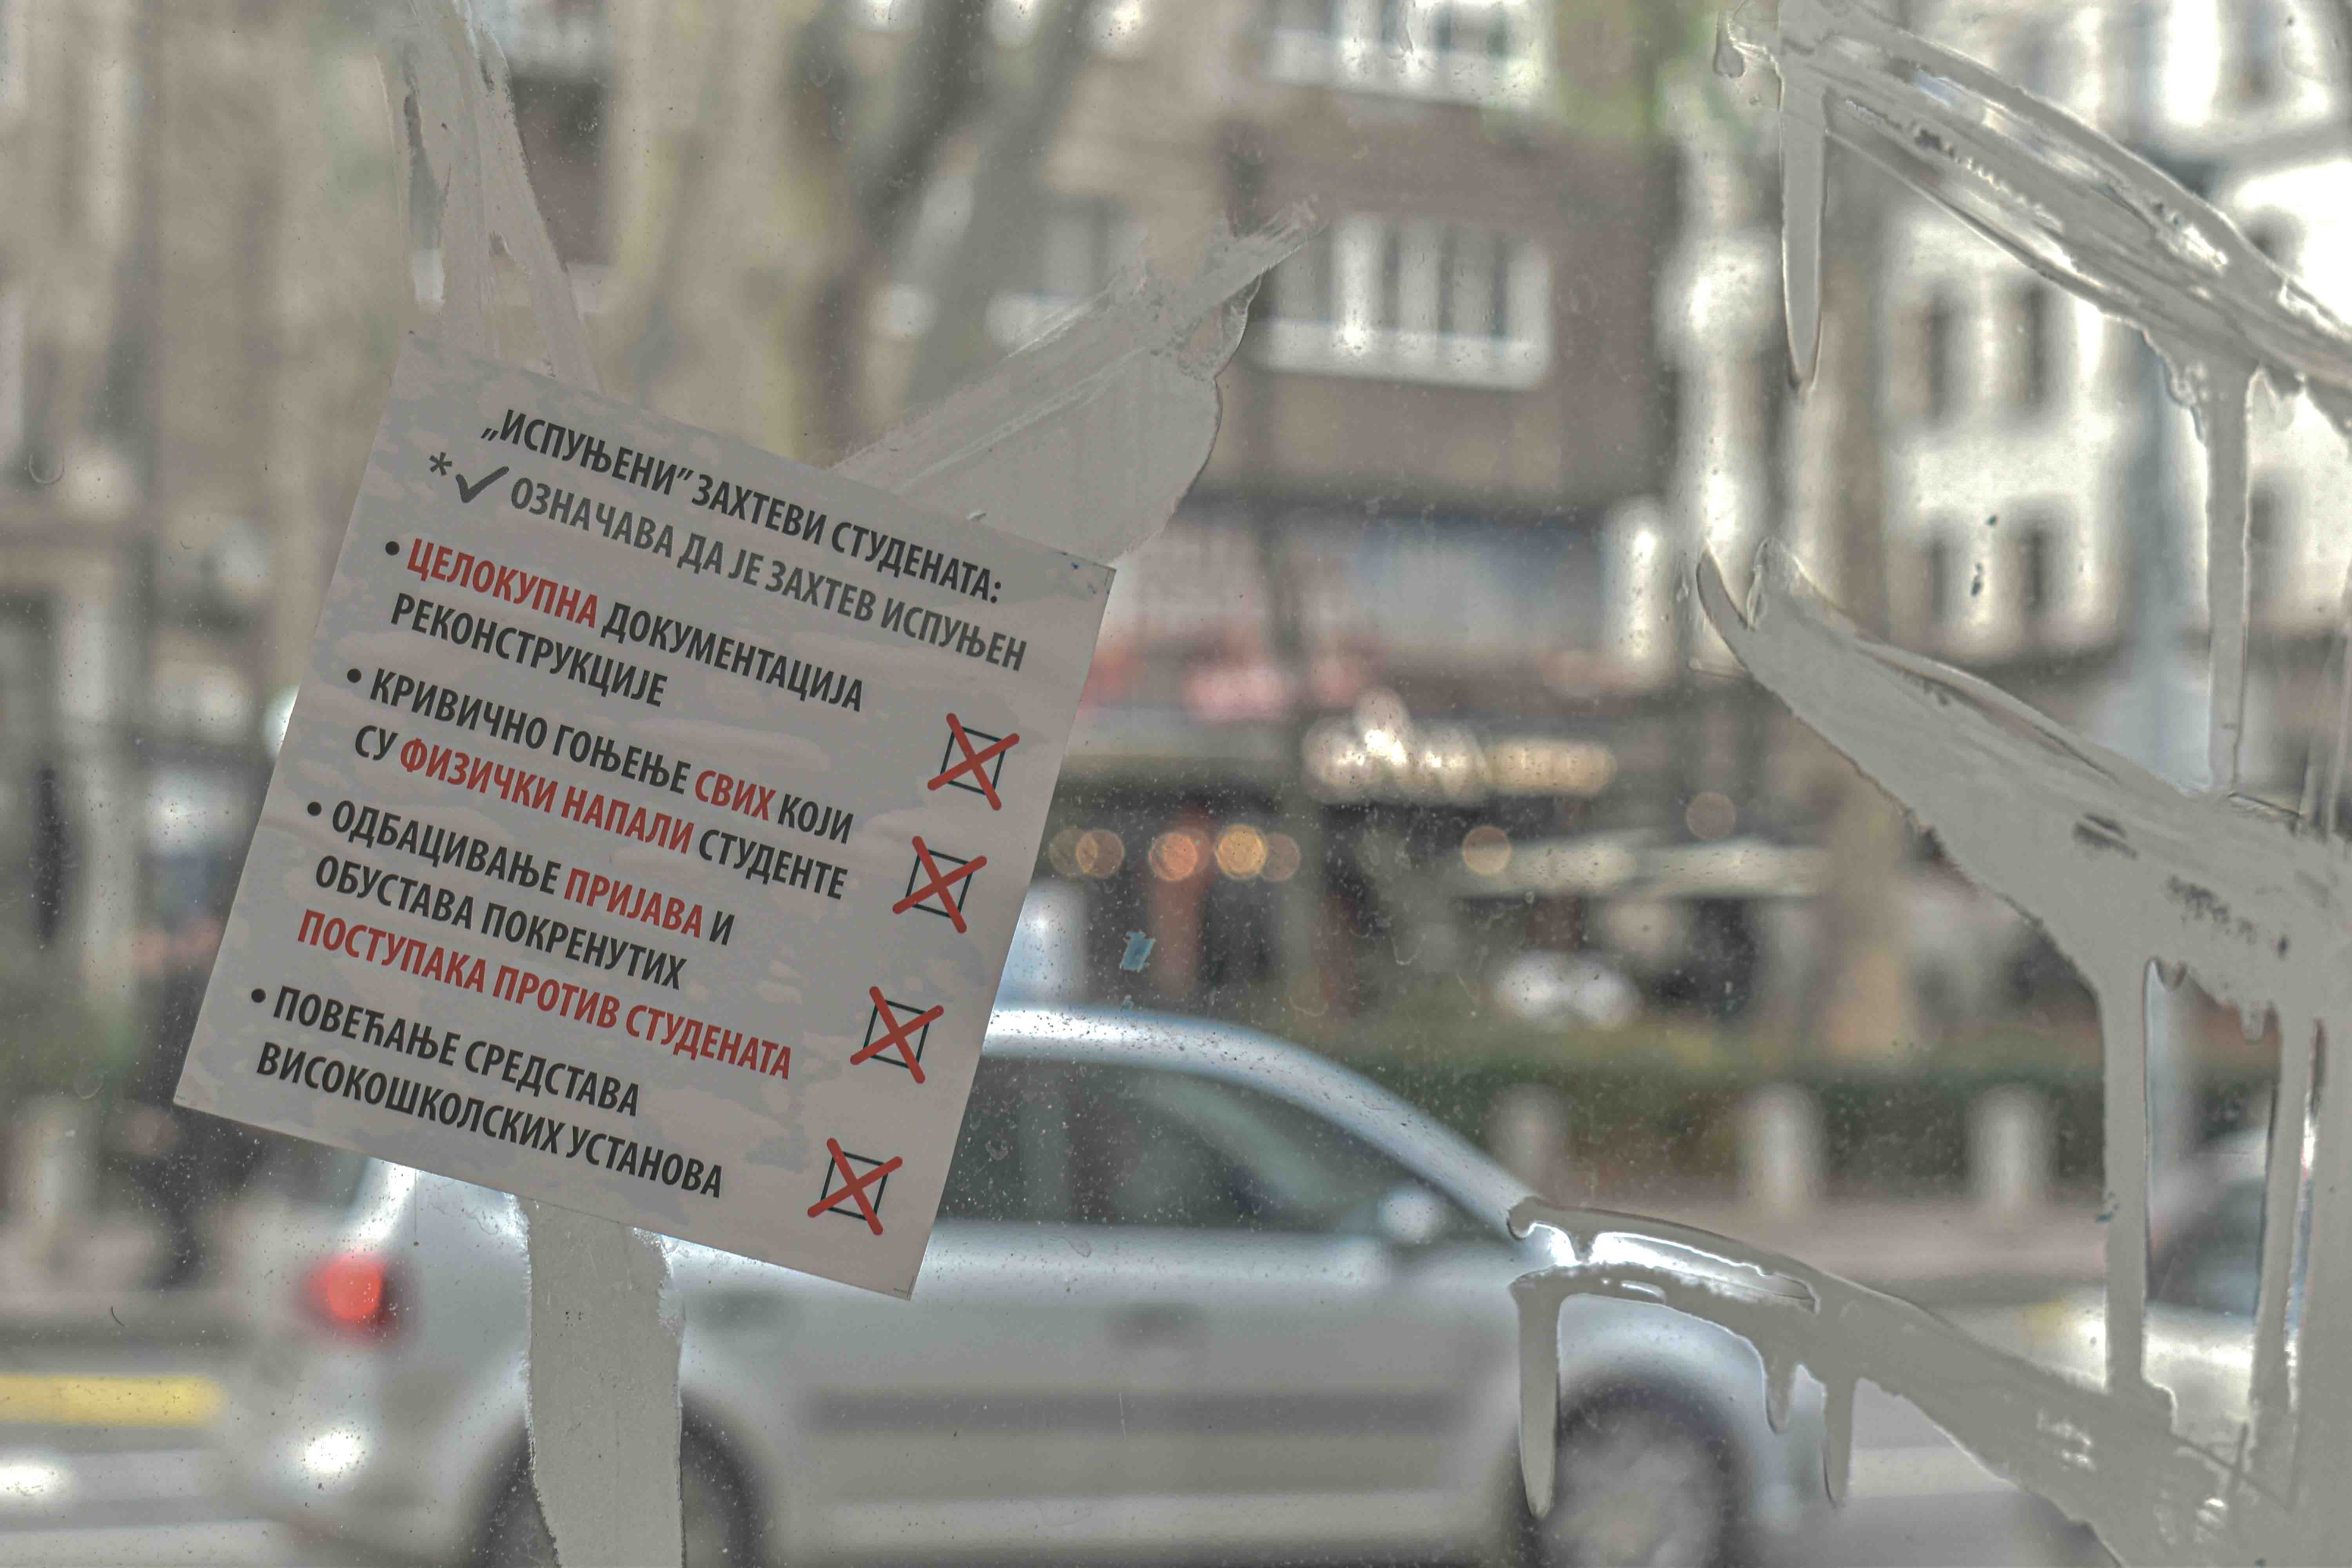 „ИСПУЊЕНИ” ЗАХТЕВИ СТУДЕНАТА:
*✓ ОЗНАЧАВА ДА ЈЕ ЗАХТЕВ ИСПУЊЕН
• ЦЕЛОКУПНА ДОКУМЕНТАЦИЈА
РЕКОНСТРУКЦИЈЕ
• КРИВИЧНО ГОЊЕЊЕ СВИХ КОЈИ
СУ ФИЗИЧКИ НАПАЛИ СТУДЕНТЕ
• ОДБАЦИВАЊЕ ПРИЈАВА И
ОБУСТАВА ПОКРЕНУТИХ
ПОСТУПАКА ПРОТИВ СТУДЕНАТА
• ПОВЕЋАЊЕ СРЕДСТАВА
ВИСОКОШКОЛСКИХ УСТАНОВА